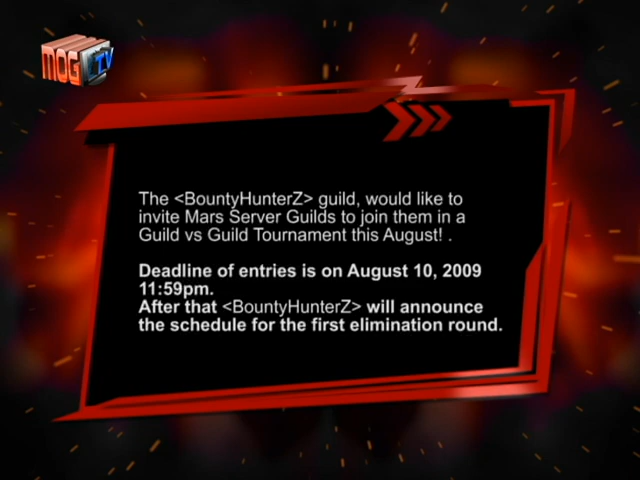 MOG TV
The <BountyHunterZ> guild, would like to
invite Mars Server Guilds to join them in a
Guild vs Guild Tournament this August! .
Deadline of entries is on August 10, 2009
11:59pm.
After that <BountyHunterZ> will announce
the schedule for the first elimination round.